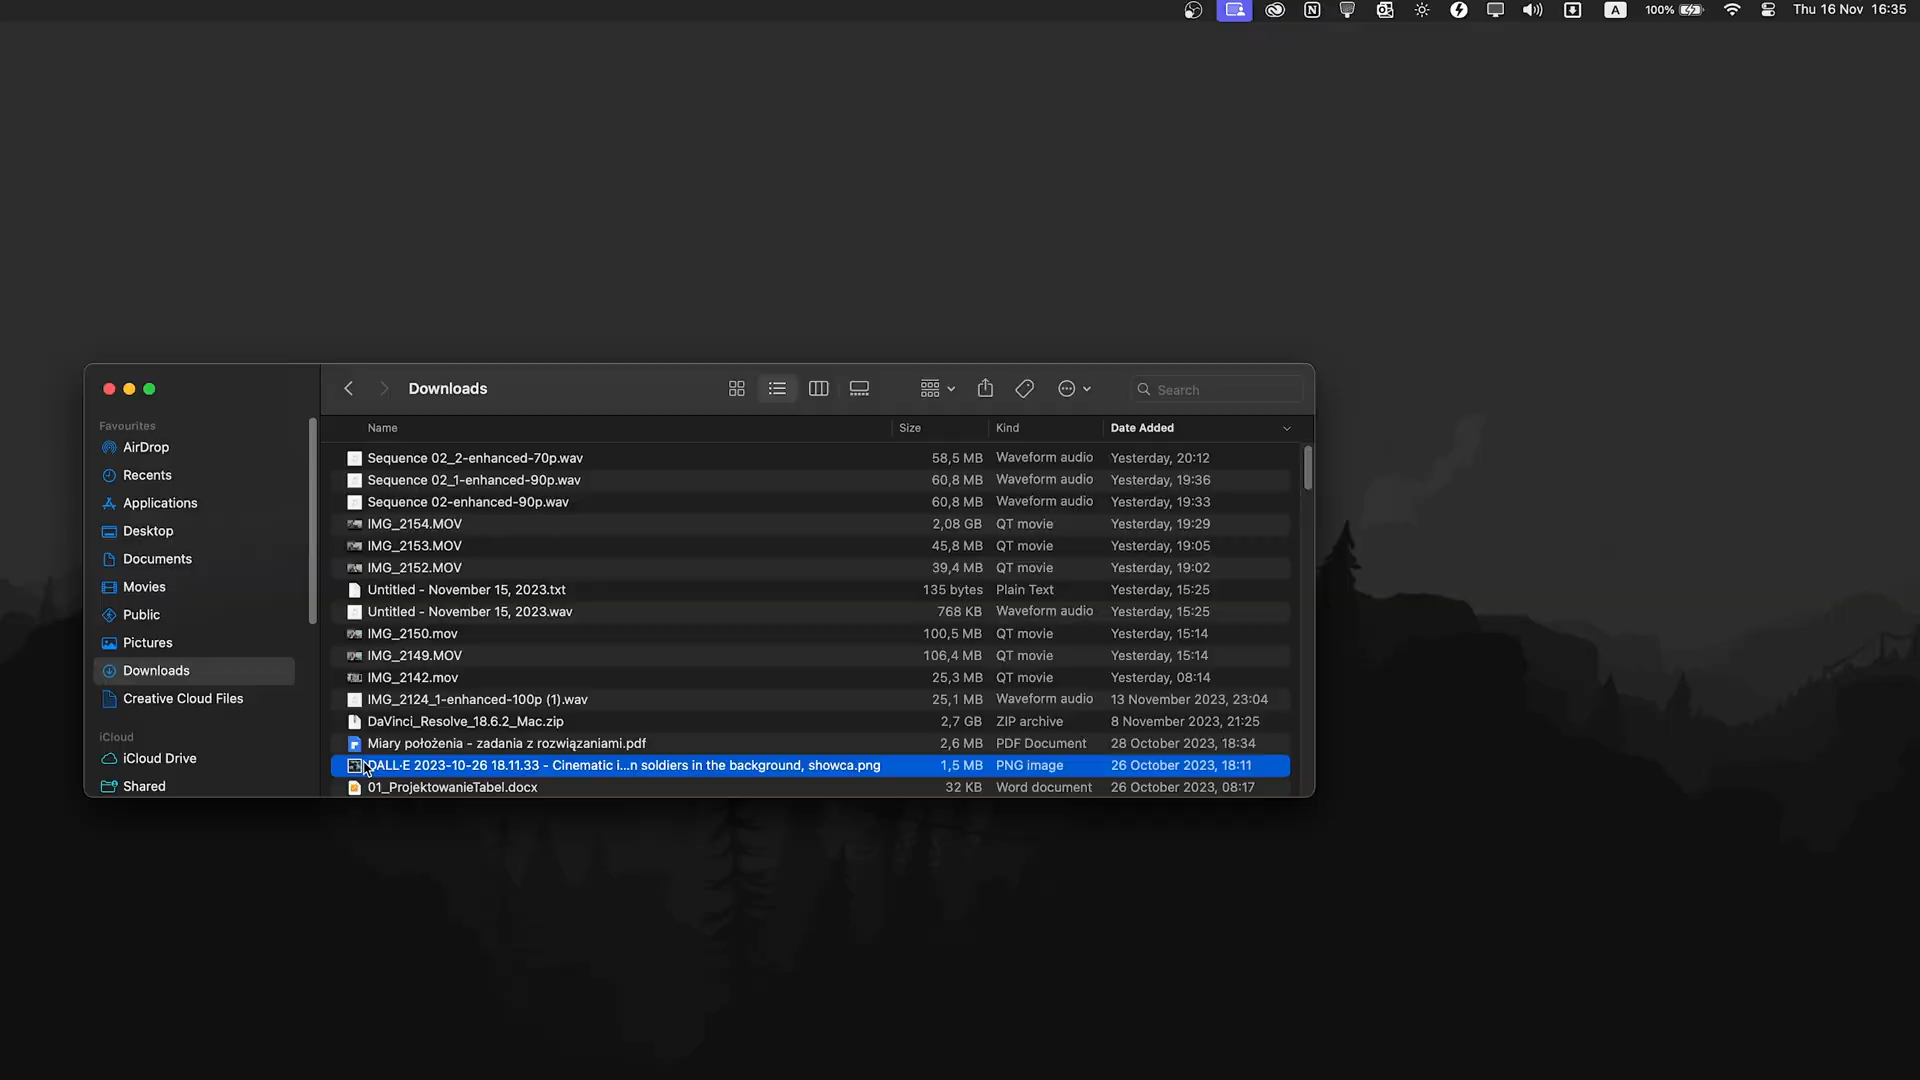 100%
Thu 16 Nov 16:35
Downloads
Search
Favourites
AirDrop
Recents
Applications
Desktop
Documents
Movies
Public
Pictures
Downloads
Creative Cloud Files
iCloud
iCloud Drive
Shared
Name Size Kind Date Added
Sequence 02_2-enhanced-70p.wav 58,5 MB Waveform audio Yesterday, 20:12
Sequence 02_1-enhanced-90p.wav 60,8 MB Waveform audio Yesterday, 19:36
Sequence 02-enhanced-90p.wav 60,8 MB Waveform audio Yesterday, 19:33
IMG_2154.MOV 2,08 GB QT movie Yesterday, 19:29
IMG_2153.MOV 45,8 MB QT movie Yesterday, 19:05
IMG_2152.MOV 39,4 MB QT movie Yesterday, 19:02
Untitled - November 15, 2023.txt 135 bytes Plain Text Yesterday, 15:25
Untitled - November 15, 2023.wav 768 KB Waveform audio Yesterday, 15:25
IMG_2150.mov 100,5 MB QT movie Yesterday, 15:14
IMG_2149.MOV 106,4 MB QT movie Yesterday, 15:14
IMG_2142.mov 25,3 MB QT movie Yesterday, 08:14
IMG_2124_1-enhanced-100p (1).wav 25,1 MB Waveform audio 13 November 2023, 23:04
DaVinci_Resolve_18.6.2_Mac.zip 2,7 GB ZIP archive 8 November 2023, 21:25
Miary położenia - zadania z rozwiązaniami.pdf 2,6 MB PDF Document 28 October 2023, 18:34
DALL·E 2023-10-26 18.11.33 - Cinematic i...n soldiers in the background, showca.png 1,5 MB PNG image 26 October 2023, 18:11
01_ProjektowanieTabel.docx 32 KB Word document 26 October 2023, 08:17